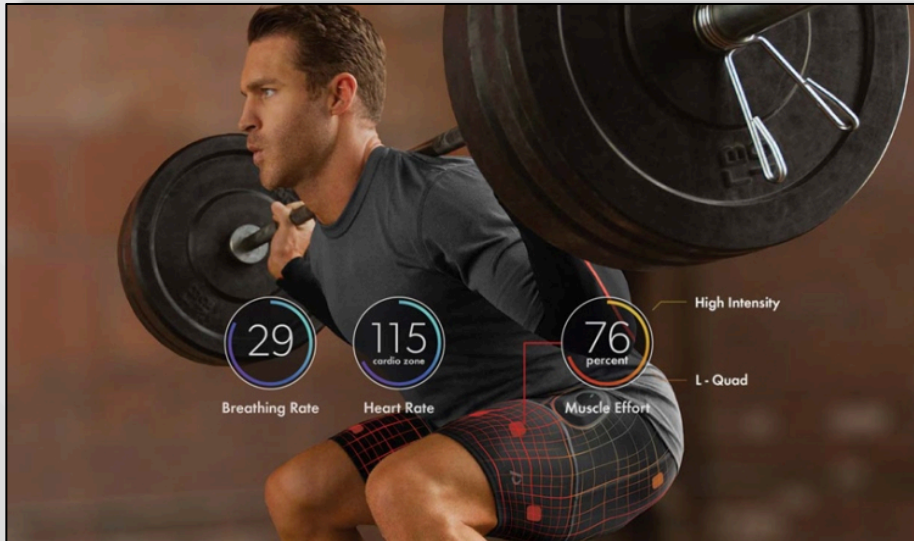 High Intensity
29
115
cardio zone
76
percent
L - Quad
Breathing Rate
Heart Rate
Muscle Effort